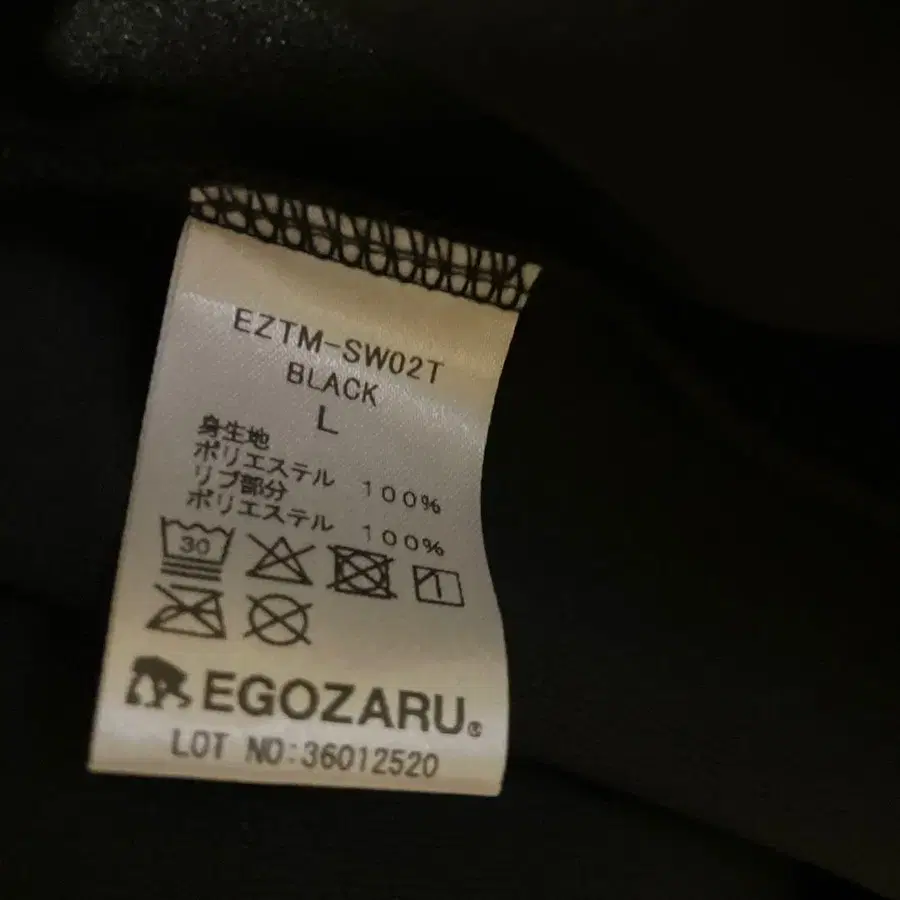 EZTM-SW02T
BLACK
L
身生地
ポリエステル 100%
リブ部分
ポリエステル 100%
30
EGOZARU®
LOT NO:36012520